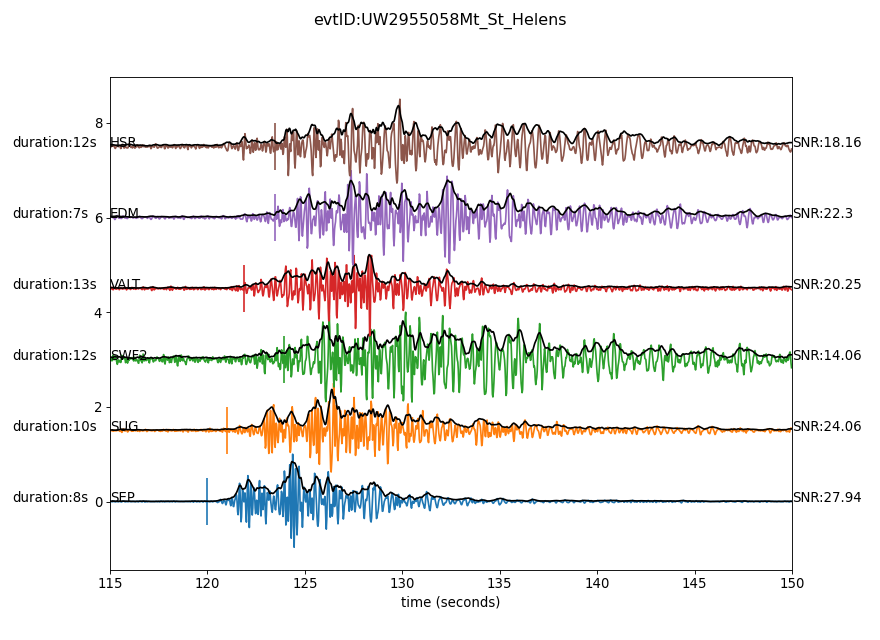 evtID:UW2955058Mt_St_Helens
8
duration:12s HSR SNR:18.16
duration:7s EDM SNR:22.3
6
duration:13s VALT SNR:20.25
4
duration:12s SWF2 SNR:14.06
2
duration:10s SUG SNR:24.06
duration:8s SEP SNR:27.94
0
115 120 125 130 135 140 145 150
time (seconds)